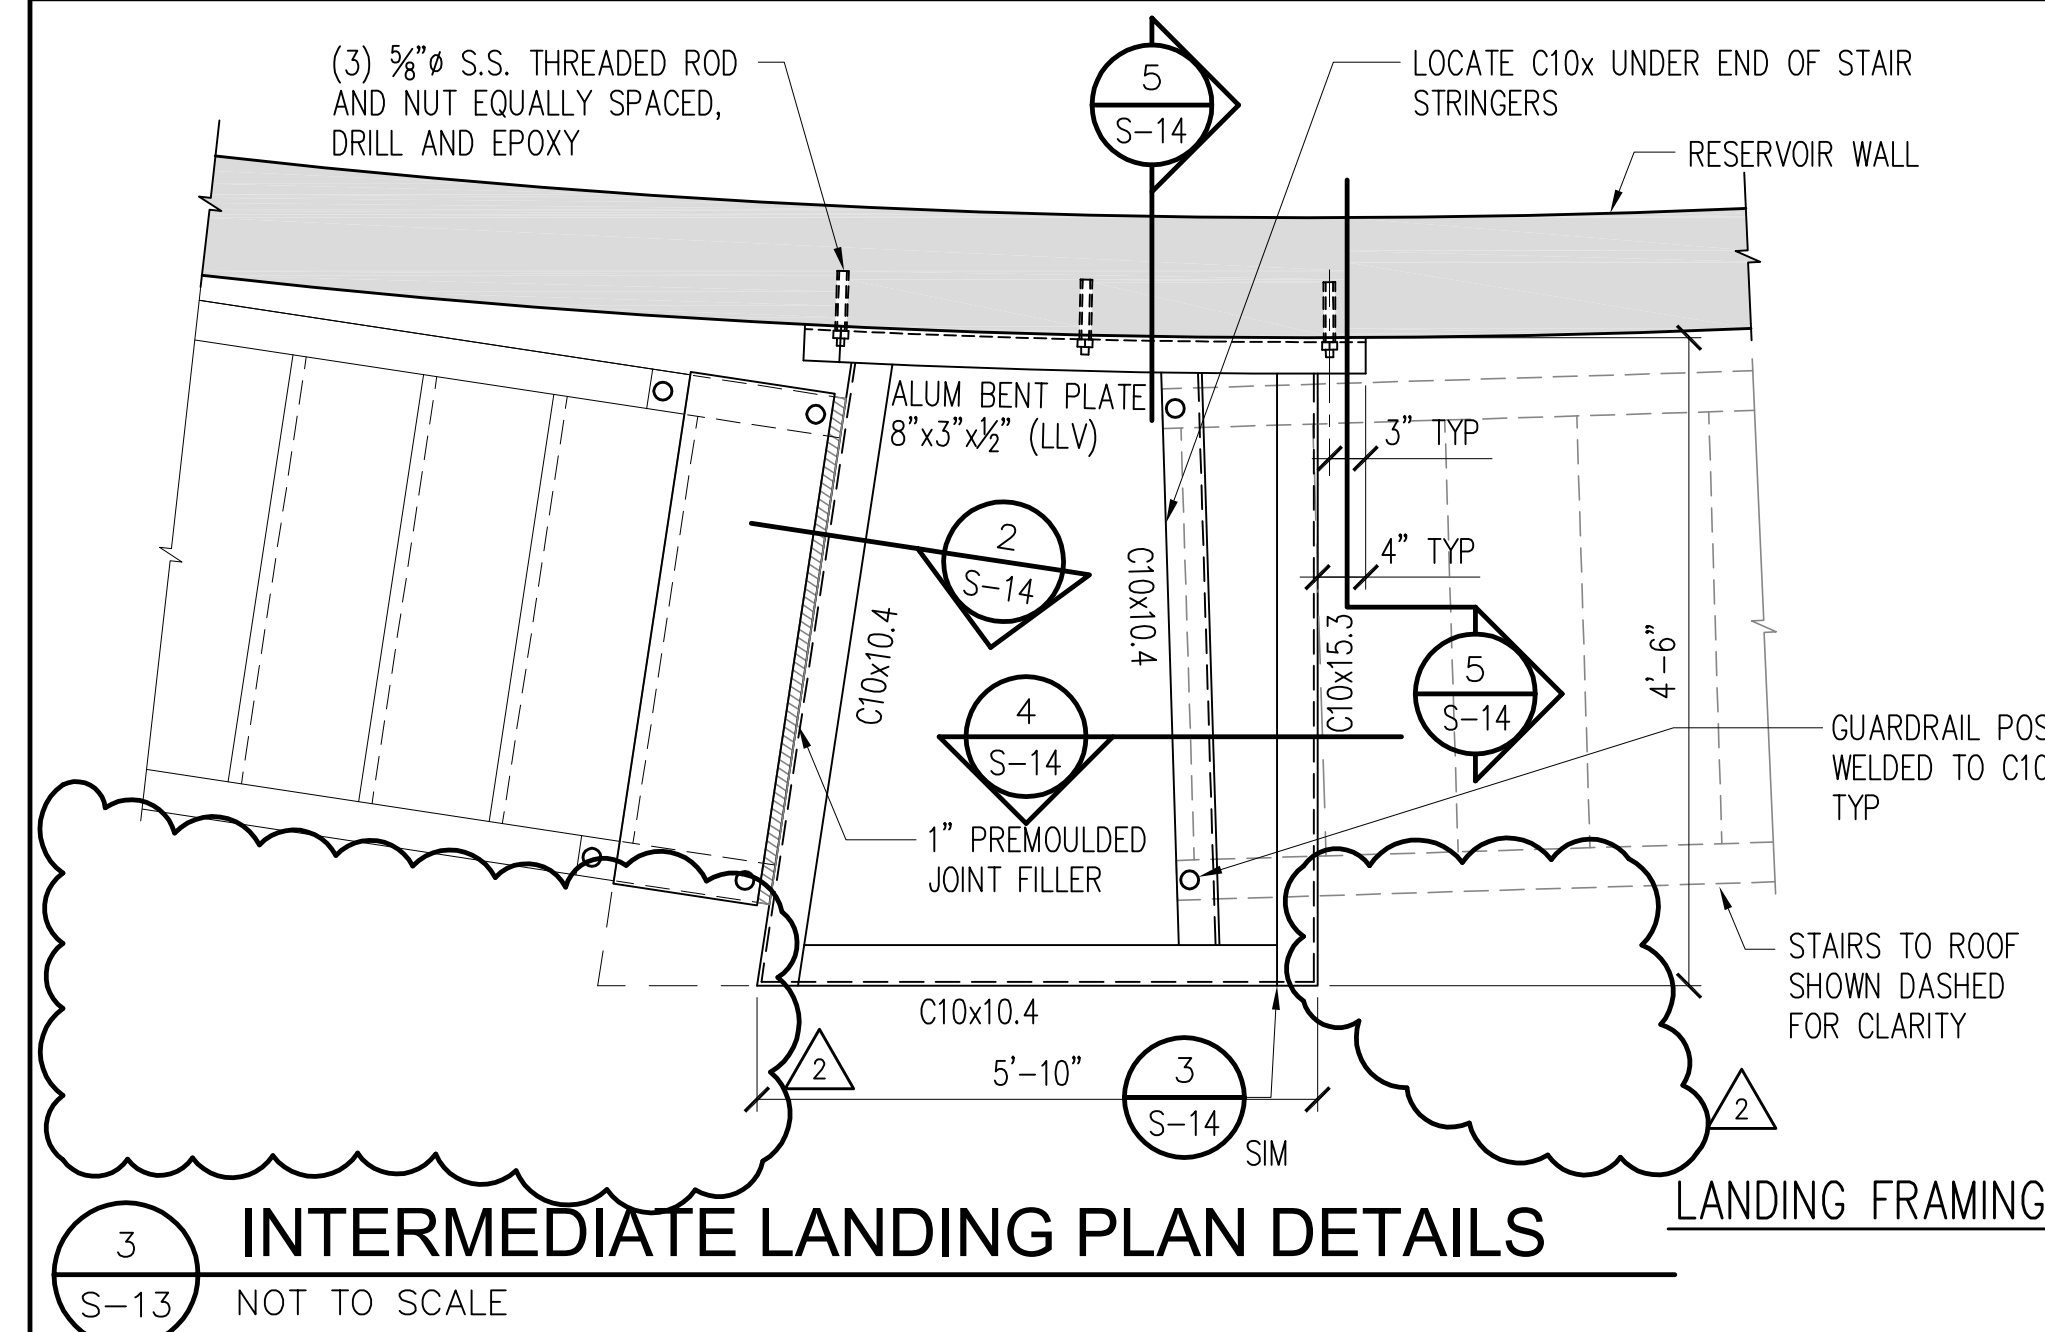 (3) ⅝"ø S.S. THREADED ROD
AND NUT EQUALLY SPACED,
DRILL AND EPOXY
5
S-14
LOCATE C10x UNDER END OF STAIR
STRINGERS
RESERVOIR WALL
ALUM BENT PLATE
8"x3"x½" (LLV)
3" TYP
4" TYP
2
S-14
C10x10.4
C10x10.4
C10x15.3
4'-6"
5
S-14
4
S-14
GUARDRAIL POS
WELDED TO C10
TYP
1" PREMOULDED
JOINT FILLER
STAIRS TO ROOF
SHOWN DASHED
FOR CLARITY
C10x10.4
2
5'-10"
3
S-14
SIM
2
LANDING FRAMING
3
S-13
INTERMEDIATE LANDING PLAN DETAILS
NOT TO SCALE